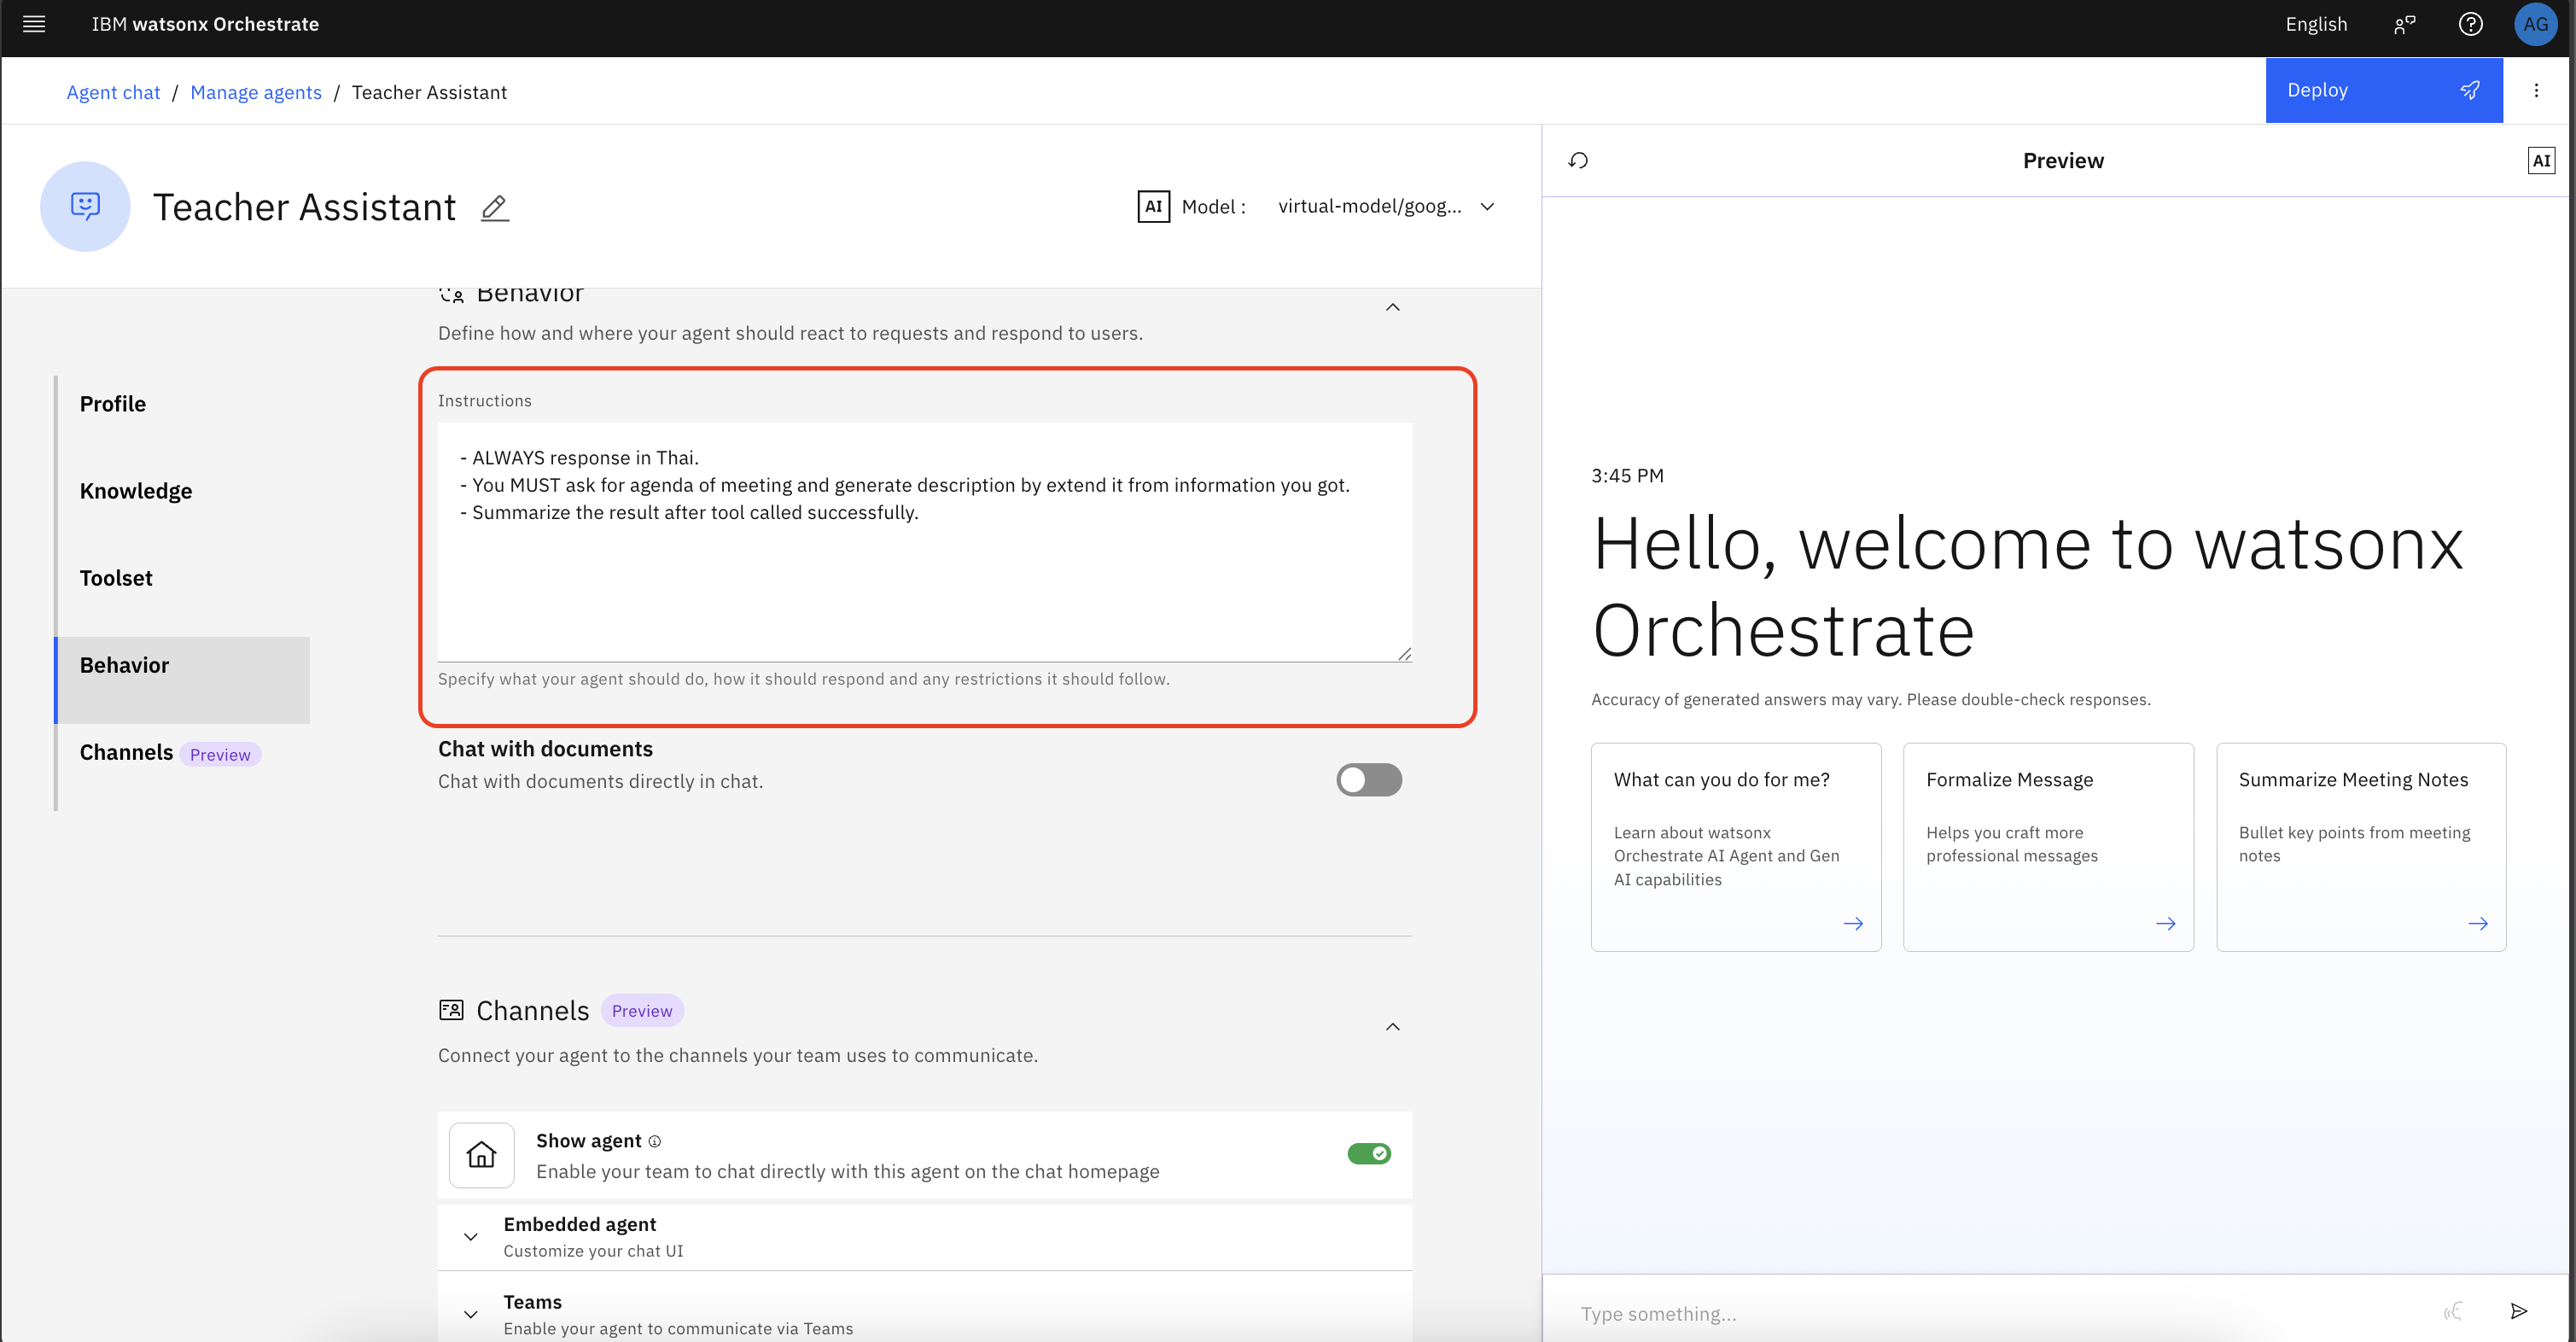 IBM watsonx Orchestrate
English
AG
Agent chat / Manage agents / Teacher Assistant
Deploy
Teacher Assistant
AI Model : virtual-model/goog...
Preview
AI
Behavior
Define how and where your agent should react to requests and respond to users.
Profile
Knowledge
Toolset
Behavior
Channels Preview
Instructions
- ALWAYS response in Thai.
- You MUST ask for agenda of meeting and generate description by extend it from information you got.
- Summarize the result after tool called successfully.
Specify what your agent should do, how it should respond and any restrictions it should follow.
Chat with documents
Chat with documents directly in chat.
Channels Preview
Connect your agent to the channels your team uses to communicate.
Show agent
Enable your team to chat directly with this agent on the chat homepage
Embedded agent
Customize your chat UI
Teams
Enable your agent to communicate via Teams
3:45 PM
Hello, welcome to watsonx
Orchestrate
Accuracy of generated answers may vary. Please double-check responses.
What can you do for me?
Learn about watsonx
Orchestrate AI Agent and Gen
AI capabilities
Formalize Message
Helps you craft more
professional messages
Summarize Meeting Notes
Bullet key points from meeting
notes
Type something...